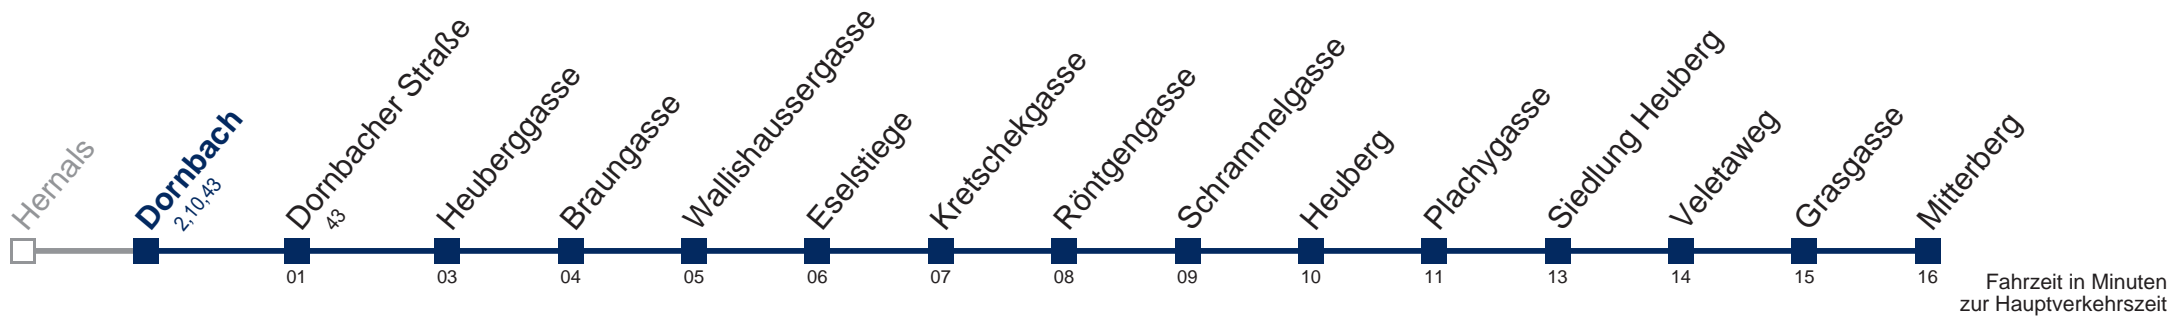 Hernals
Dornbach
2,10,43
Dornbacher Straße
43
Heuberggasse
Braungasse
Wallishaussergasse
Eselstiege
Kretschekgasse
Röntgengasse
Schrammelgasse
Heuberg
Plachygasse
Siedlung Heuberg
Veletaweg
Grasgasse
Mitterberg
01 03 04 05 06 07 08 09 10 11 13 14 15 16
Fahrzeit in Minuten
zur Hauptverkehrszeit